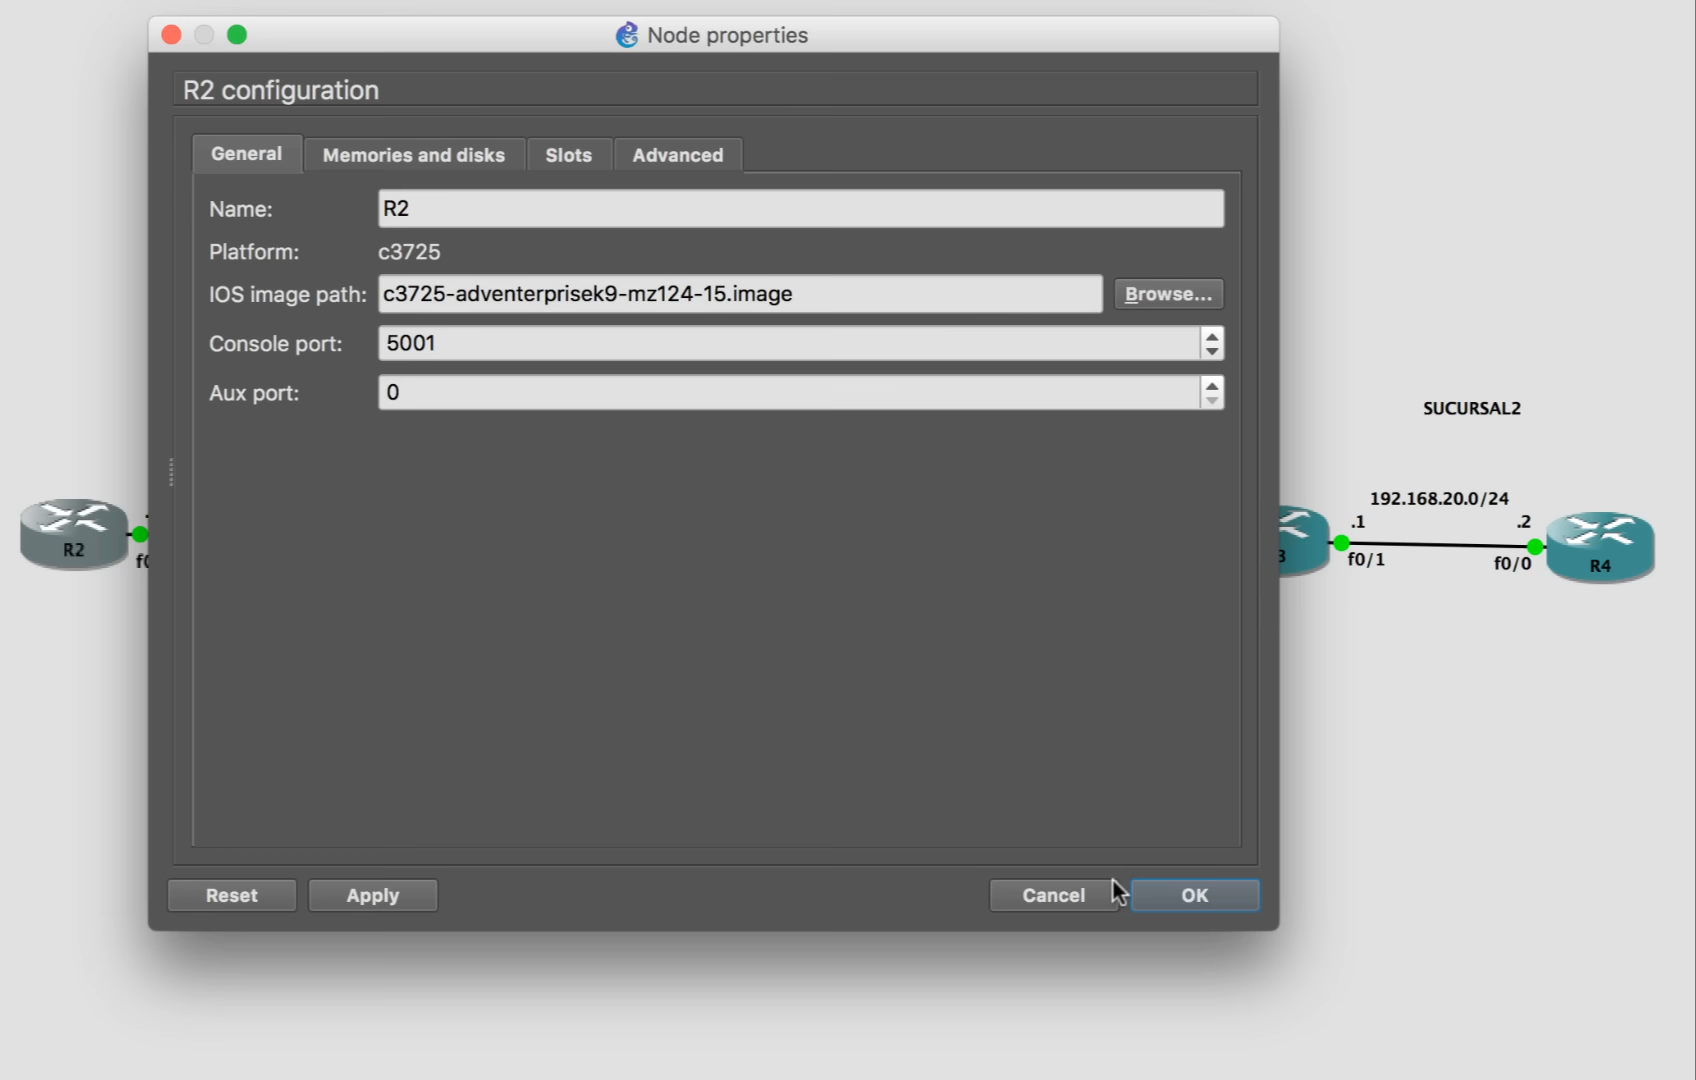 Node properties
R2 configuration
General Memories and disks Slots Advanced
Name: R2
Platform: c3725
IOS image path: c3725-adventerprisek9-mz124-15.image Browse...
Console port: 5001
Aux port: 0
SUCURSAL2
192.168.20.0/24
.1 .2
R2 f0/1 f0/0 R4
Reset Apply Cancel OK